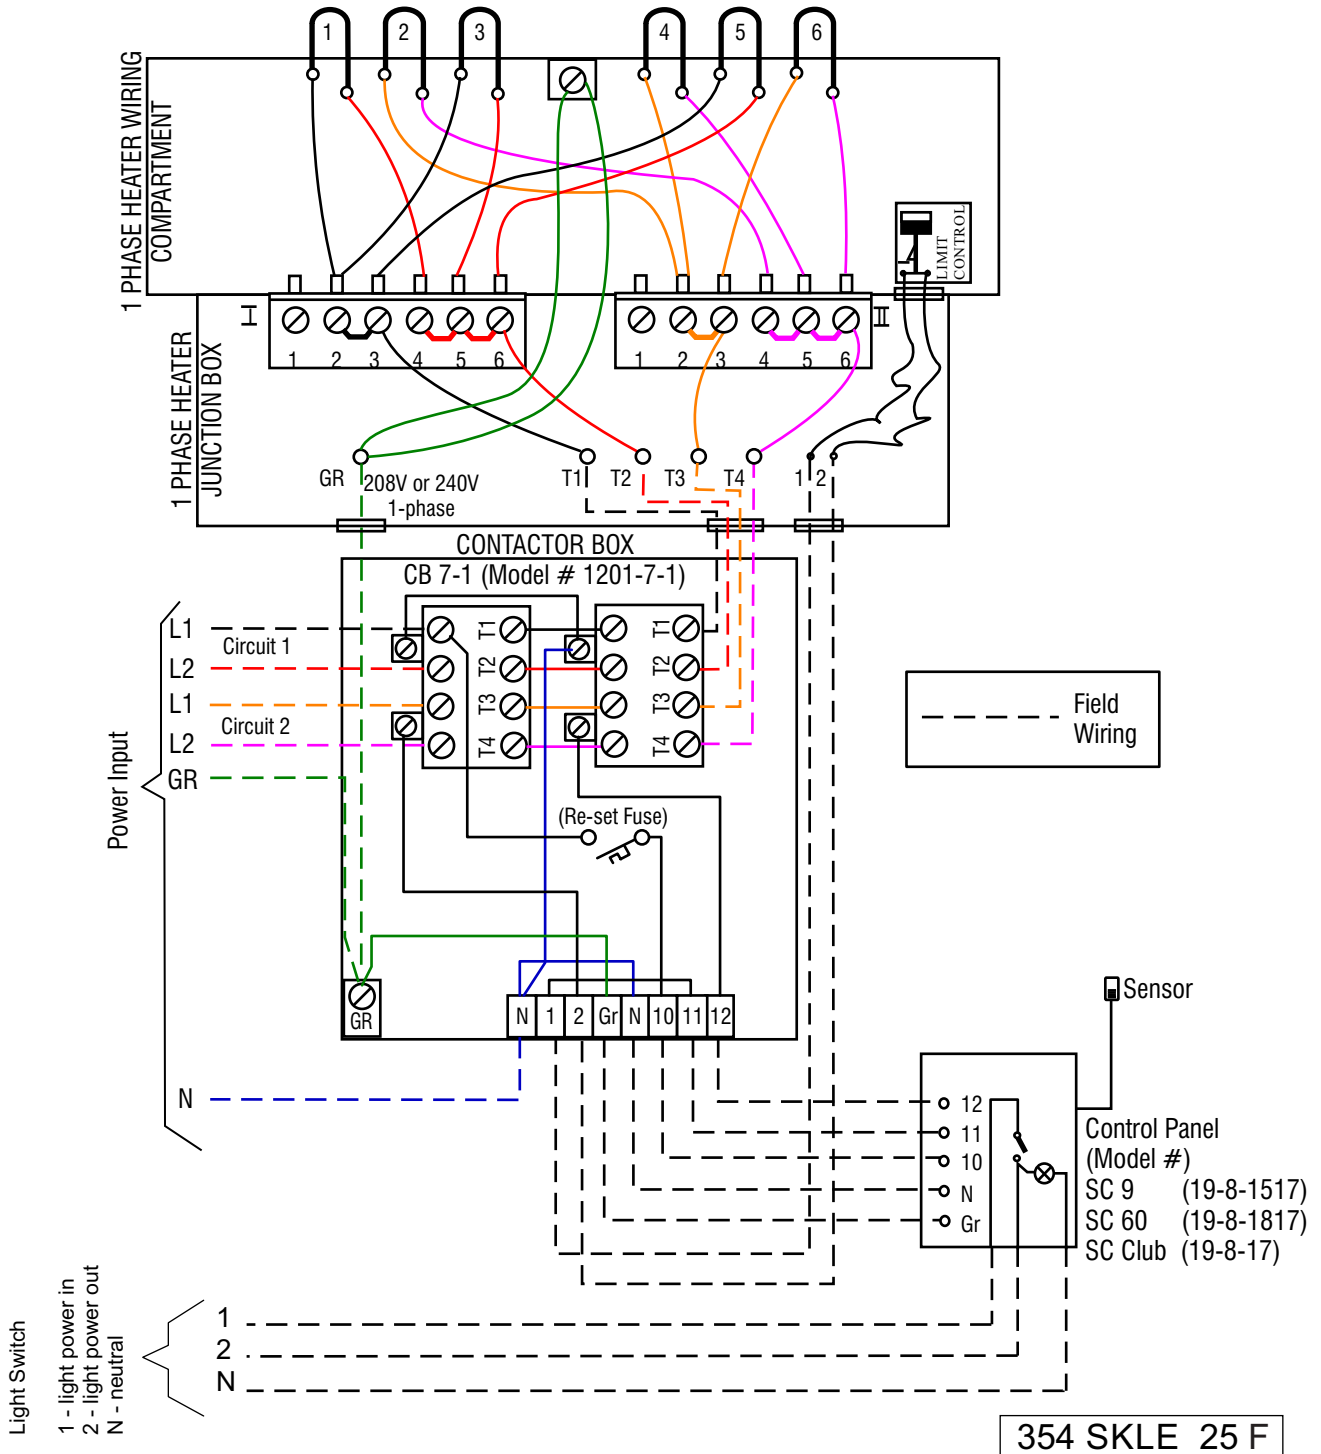 1 2 3 4 5 6
1 PHASE HEATER WIRING
COMPARTMENT
LIMIT
CONTROL
I II
1 2 3 4 5 6
1 2 3 4 5 6
1 PHASE HEATER
JUNCTION BOX
GR T1 T2 T3 T4 1 2
208V or 240V
1-phase
CONTACTOR BOX
CB 7-1 (Model # 1201-7-1)
Power Input
L1
Circuit 1
L2
L1
Circuit 2
L2
GR
N
T1
T2
T3
T4
T1
T2
T3
T4
Field
Wiring
(Re-set Fuse)
GR
N 1 2 Gr N 10 11 12
Sensor
12
11
10
N
Gr
Control Panel
(Model #)
SC 9 (19-8-1517)
SC 60 (19-8-1817)
SC Club (19-8-17)
Light Switch
1 - light power in
2 - light power out
N - neutral
1
2
N
354 SKLE 25 F